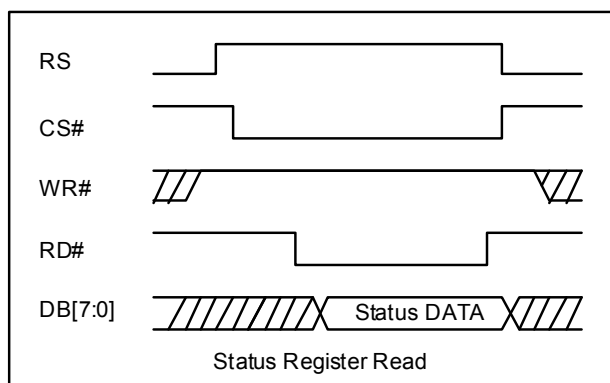 RS
CS#
WR#
RD#
DB[7:0] Status DATA
Status Register Read